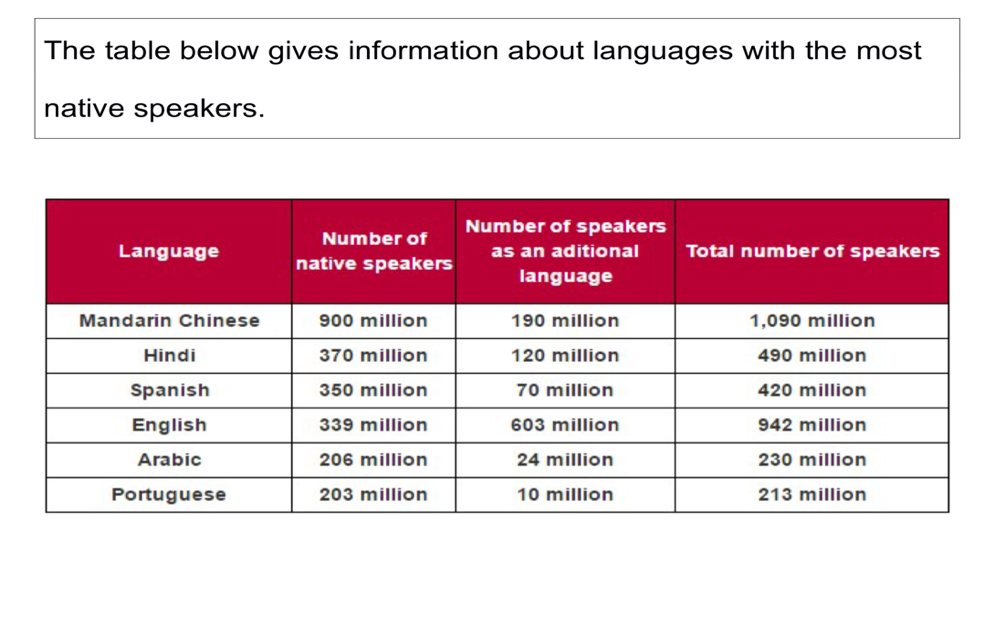 The table below gives information about languages with the most
native speakers.
Language
Number of
native speakers
Number of speakers
as an aditional
language
Total number of speakers
Mandarin Chinese 900 million 190 million 1,090 million
Hindi 370 million 120 million 490 million
Spanish 350 million 70 million 420 million
English 339 million 603 million 942 million
Arabic 206 million 24 million 230 million
Portuguese 203 million 10 million 213 million